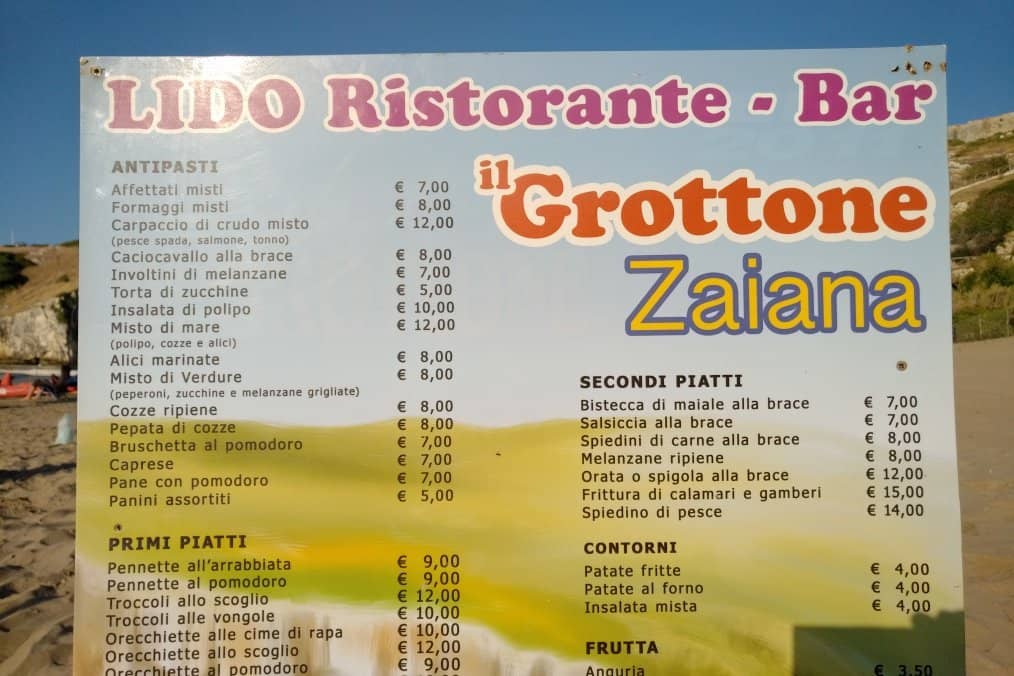 LIDO Ristorante - Bar
il Grottone
Zaiana
ANTIPASTI
Affettati misti € 7,00
Formaggi misti € 8,00
Carpaccio di crudo misto € 12,00
(pesce spada, salmone, tonno)
Caciocavallo alla brace € 8,00
Involtini di melanzane € 7,00
Torta di zucchine € 5,00
Insalata di polipo € 10,00
Misto di mare € 12,00
(polipo, cozze e alici)
Alici marinate € 8,00
Misto di Verdure € 8,00
(peperoni, zucchine e melanzane grigliate)
Cozze ripiene € 8,00
Pepata di cozze € 8,00
Bruschetta al pomodoro € 7,00
Caprese € 7,00
Pane con pomodoro € 7,00
Panini assortiti € 5,00
PRIMI PIATTI
Pennette all'arrabbiata € 9,00
Pennette al pomodoro € 9,00
Troccoli allo scoglio € 12,00
Troccoli alle vongole € 10,00
Orecchiette alle cime di rapa € 10,00
Orecchiette allo scoglio € 12,00
Orecchiette al pomodoro € 9,00
SECONDI PIATTI
Bistecca di maiale alla brace € 7,00
Salsiccia alla brace € 7,00
Spiedini di carne alla brace € 8,00
Melanzane ripiene € 8,00
Orata o spigola alla brace € 12,00
Frittura di calamari e gamberi € 15,00
Spiedino di pesce € 14,00
CONTORNI
Patate fritte € 4,00
Patate al forno € 4,00
Insalata mista € 4,00
FRUTTA
Anguria € 3,50